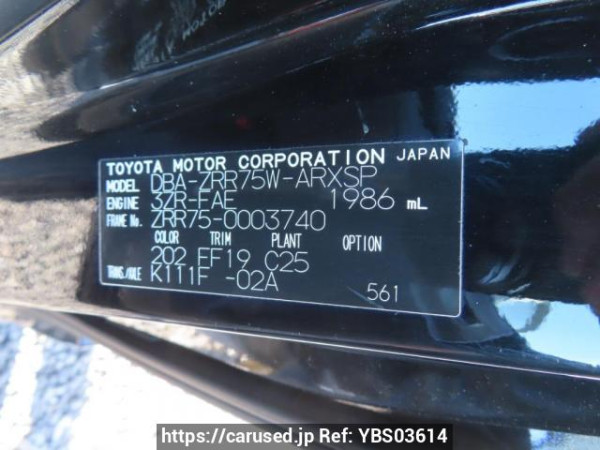 TOYOTA MOTOR CORPORATION JAPAN
MODEL DBA-ZRR75W-ARXSP
ENGINE 3ZR-FAE 1986 mL
FRAME No. ZRR75-0003740
COLOR TRIM PLANT OPTION
202 FF19 C25
TRANS/AXLE K111F -02A
561
https://carused.jp Ref: YBS03614